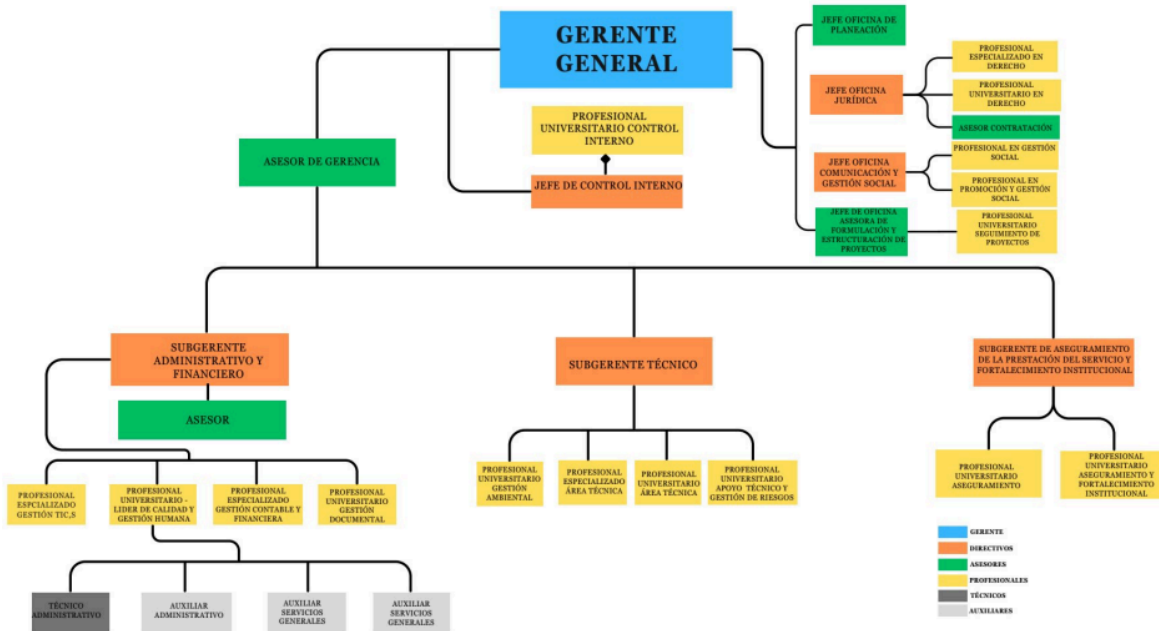 GERENTE
GENERAL
JEFE OFICINA DE
PLANEACIÓN
PROFESIONAL
ESPECIALIZADO EN
DERECHO
JEFE OFICINA
JURÍDICA
PROFESIONAL
UNIVERSITARIO EN
DERECHO
ASESOR CONTRATACIÓN
PROFESIONAL
UNIVERSITARIO CONTROL
INTERNO
ASESOR DE GERENCIA
JEFE DE CONTROL INTERNO
JEFE OFICINA
COMUNICACIÓN Y
GESTIÓN SOCIAL
PROFESIONAL EN GESTIÓN
SOCIAL
PROFESIONAL EN
PROMOCIÓN Y GESTIÓN
SOCIAL
JEFE DE OFICINA
ASESORA DE
FORMULACIÓN Y
ESTRUCTURACIÓN DE
PROYECTOS
PROFESIONAL
UNIVERSITARIO
SEGUIMIENTO DE
PROYECTOS
SUBGERENTE
ADMINISTRATIVO Y
FINANCIERO
SUBGERENTE TÉCNICO
SUBGERENTE DE ASEGURAMIENTO
DE LA PRESTACIÓN DEL SERVICIO Y
FORTALECIMIENTO INSTITUCIONAL
ASESOR
PROFESIONAL
ESPCIALIZADO
GESTIÓN TIC,S
PROFESIONAL
UNIVERSITARIO -
LIDER DE CALIDAD Y
GESTIÓN HUMANA
PROFESIONAL
ESPECIALIZADO
GESTIÓN CONTABLE Y
FINANCIERA
PROFESIONAL
UNIVERSITARIO
GESTIÓN
DOCUMENTAL
PROFESIONAL
UNIVERSITARIO
GESTIÓN
AMBIENTAL
PROFESIONAL
ESPECIALIZADO
ÁREA TÉCNICA
PROFESIONAL
UNIVERSITARIO
ÁREA TÉCNICA
PROFESIONAL
UNIVERSITARIO
APOYO TÉCNICO Y
GESTIÓN DE RIESGOS
PROFESIONAL
UNIVERSITARIO
ASEGURAMIENTO
PROFESIONAL
UNIVERSITARIO
ASEGURAMIENTO Y
FORTALECIMIENTO
INSTITUCIONAL
TÉCNICO
ADMINISTRATIVO
AUXILIAR
ADMINISTRATIVO
AUXILIAR
SERVICIOS
GENERALES
AUXILIAR
SERVICIOS
GENERALES
GERENTE
DIRECTIVOS
ASESORES
PROFESIONALES
TÉCNICOS
AUXILIARES